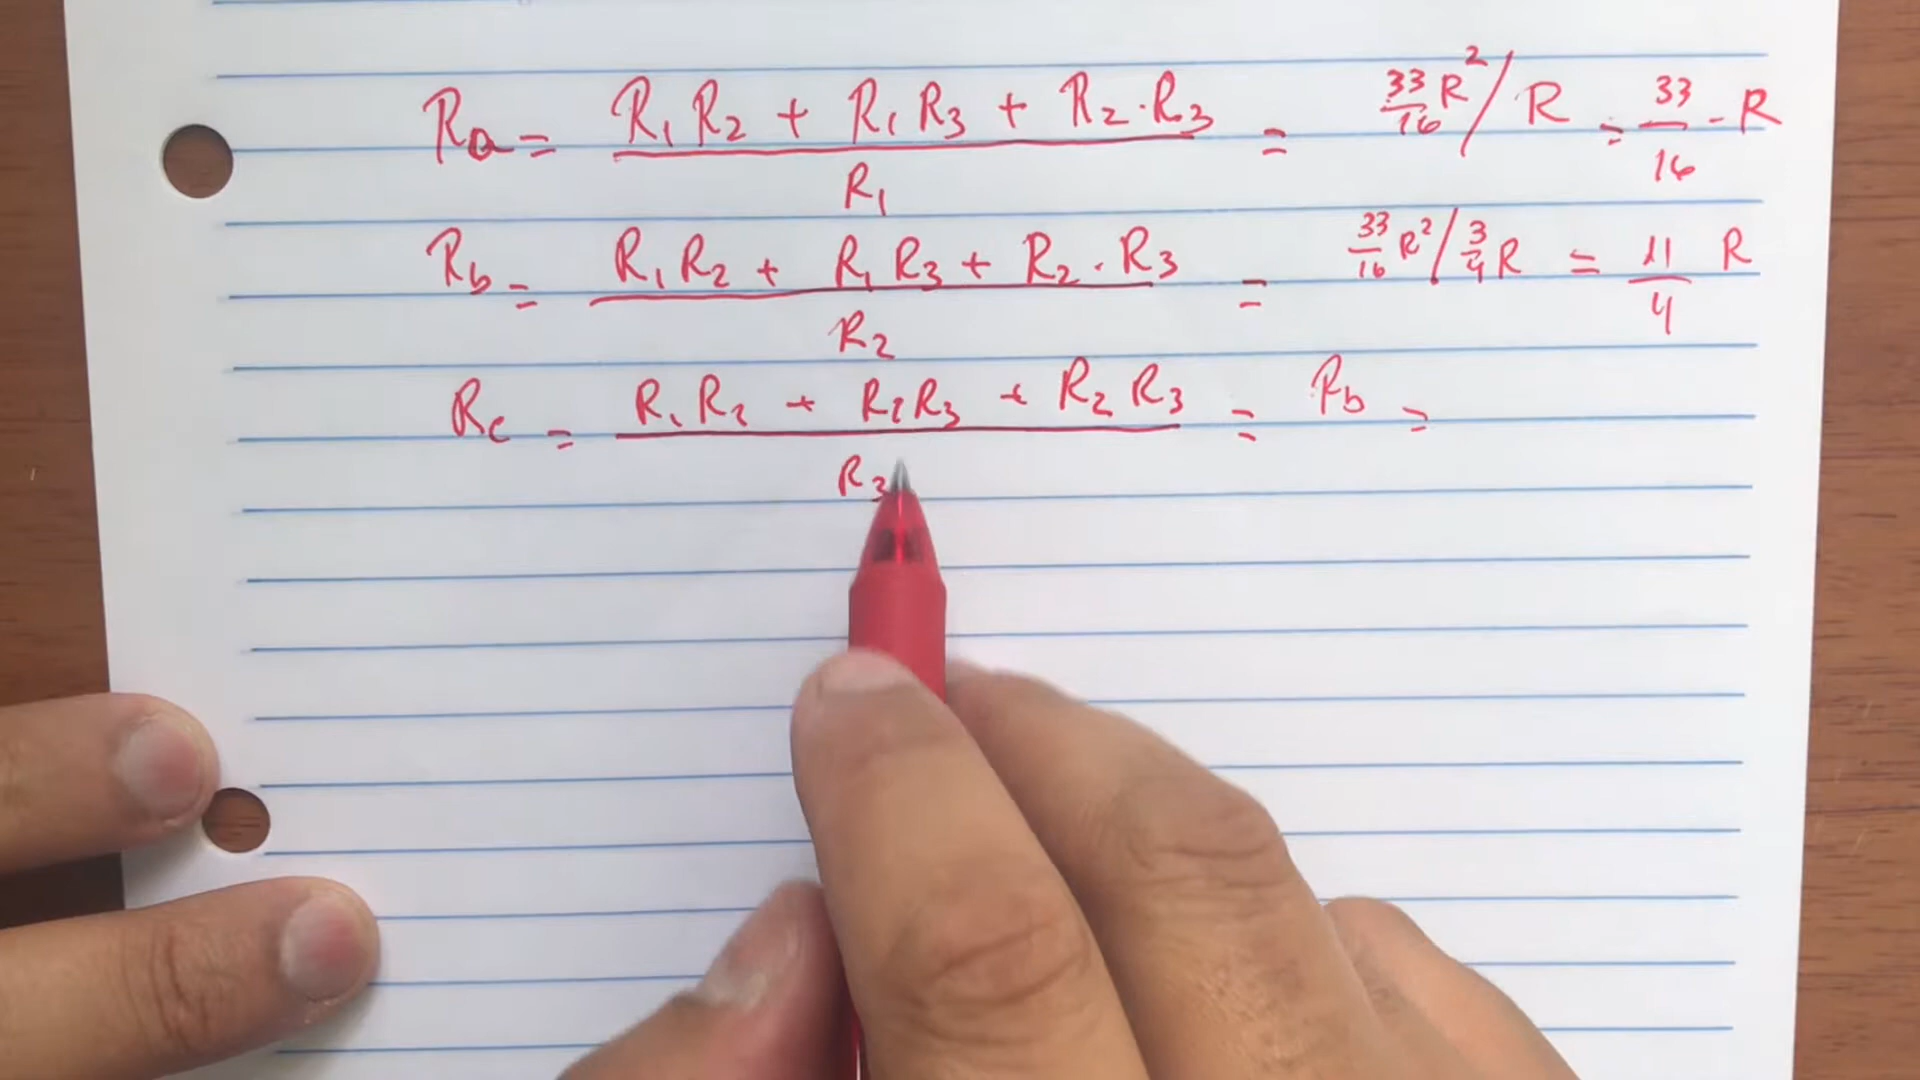 Ra = R1R2 + R1R3 + R2·R3 / R1 = 33/16 R² / R = 33/16 · R
Rb = R1R2 + R1R3 + R2·R3 / R2 = 33/16 R² / 3/4 R = 11/4 R
Rc = R1R2 + R2R3 + R2R3 / R3 = Rb =